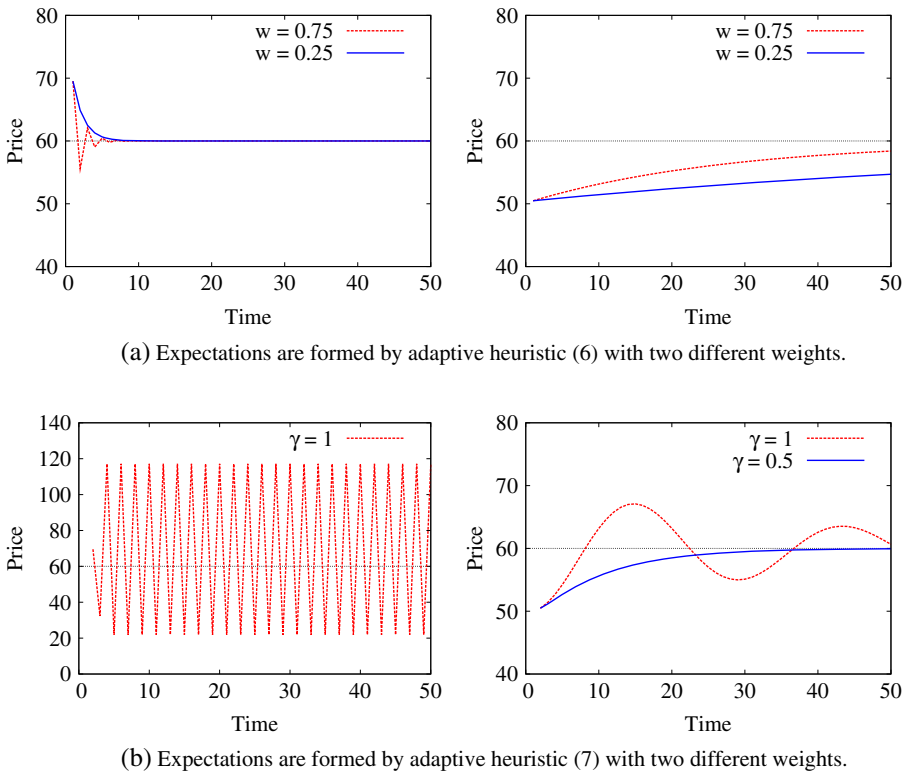 w = 0.75
w = 0.25
80
70
60
50
40
Price
0 10 20 30 40 50
Time
w = 0.75
w = 0.25
80
70
60
50
40
Price
0 10 20 30 40 50
Time
(a) Expectations are formed by adaptive heuristic (6) with two different weights.
γ = 1
140
120
100
80
60
40
20
0
Price
0 10 20 30 40 50
Time
γ = 1
γ = 0.5
80
70
60
50
40
Price
0 10 20 30 40 50
Time
(b) Expectations are formed by adaptive heuristic (7) with two different weights.